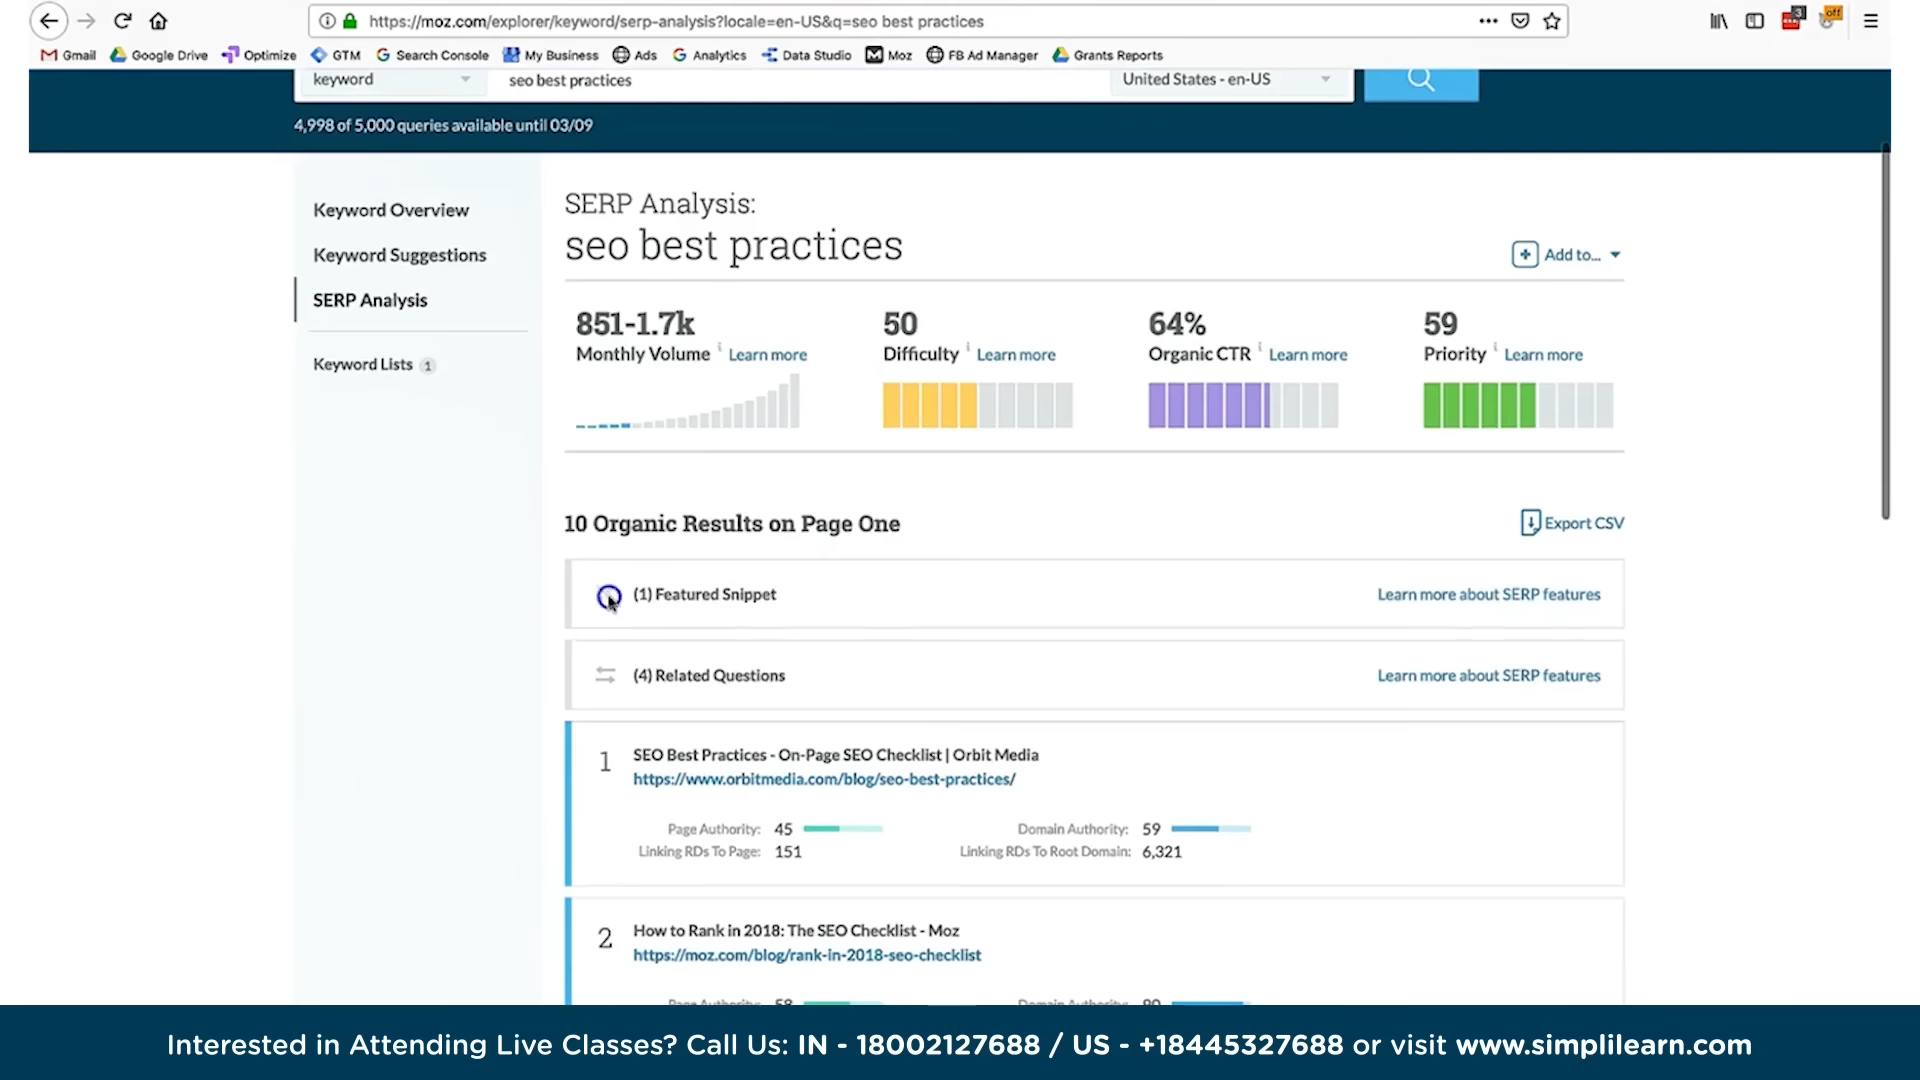 https://moz.com/explorer/keyword/serp-analysis?locale=en-US&q=seo best practices
3
off
Gmail Google Drive Optimize GTM Search Console My Business Ads Analytics Data Studio Moz FB Ad Manager Grants Reports
keyword seo best practices United States - en-US
4,998 of 5,000 queries available until 03/09
Keyword Overview
Keyword Suggestions
SERP Analysis
Keyword Lists 1
SERP Analysis:
seo best practices
Add to...
851-1.7k
Monthly Volume i Learn more
50
Difficulty i Learn more
64%
Organic CTR i Learn more
59
Priority i Learn more
10 Organic Results on Page One
Export CSV
(1) Featured Snippet Learn more about SERP features
(4) Related Questions Learn more about SERP features
1 SEO Best Practices - On-Page SEO Checklist | Orbit Media
https://www.orbitmedia.com/blog/seo-best-practices/
Page Authority: 45 Domain Authority: 59
Linking RDs To Page: 151 Linking RDs To Root Domain: 6,321
2 How to Rank in 2018: The SEO Checklist - Moz
https://moz.com/blog/rank-in-2018-seo-checklist
Page Authority: 58 Domain Authority: 90
Interested in Attending Live Classes? Call Us: IN - 18002127688 / US - +18445327688 or visit www.simplilearn.com